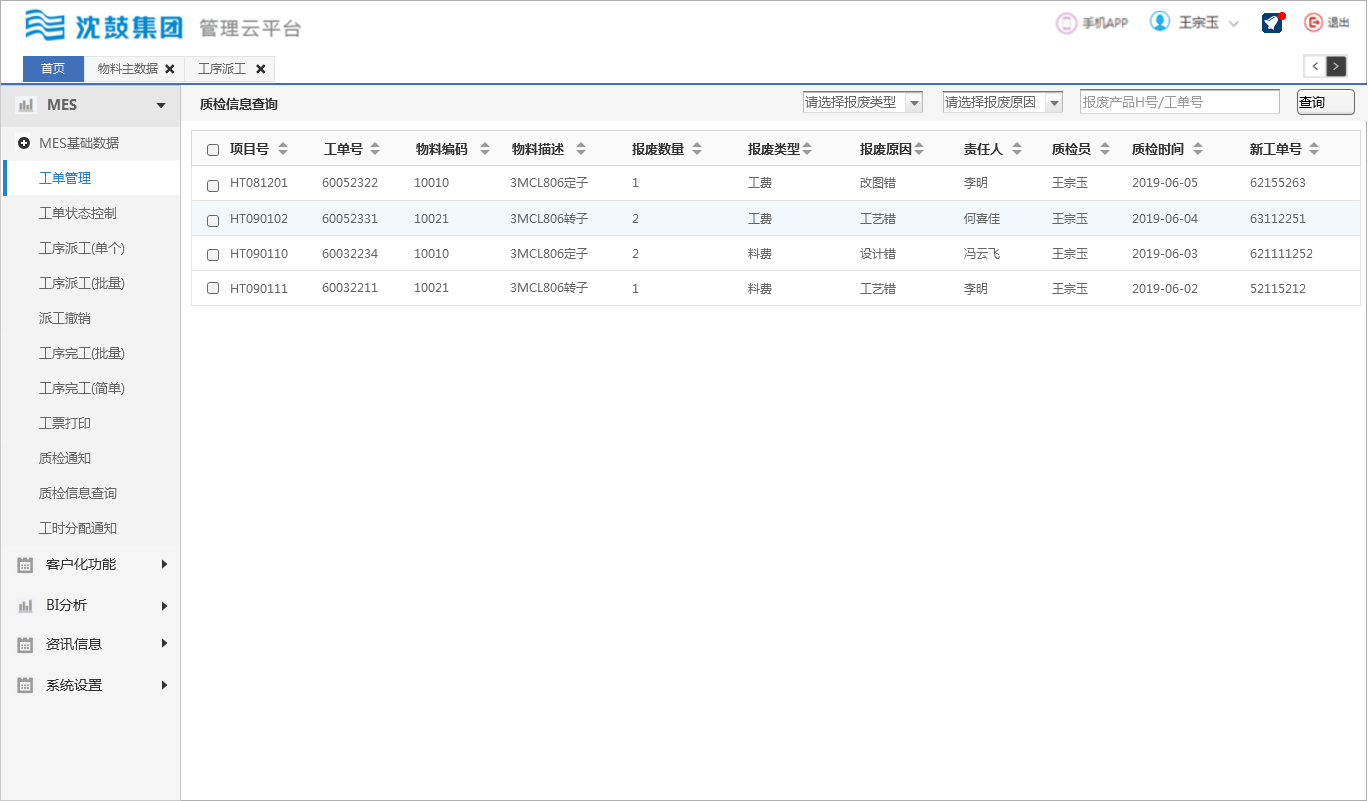 沈鼓集团 管理云平台 手机APP 王宗玉 退出
首页 物料主数据 工序派工
MES
MES基础数据
工单管理
工单状态控制
工序派工(单个)
工序派工(批量)
派工撤销
工序完工(批量)
工序完工(简单)
工票打印
质检通知
质检信息查询
工时分配通知
客户化功能
BI分析
资讯信息
系统设置
质检信息查询 请选择报废类型 请选择报废原因 报废产品H号/工单号 查询
项目号 工单号 物料编码 物料描述 报废数量 报废类型 报废原因 责任人 质检员 质检时间 新工单号
HT081201 60052322 10010 3MCL806定子 1 工费 改图错 李明 王宗玉 2019-06-05 62155263
HT090102 60052331 10021 3MCL806转子 2 工费 工艺错 何喜佳 王宗玉 2019-06-04 63112251
HT090110 60032234 10010 3MCL806定子 2 料费 设计错 冯云飞 王宗玉 2019-06-03 621111252
HT090111 60032211 10021 3MCL806转子 1 料费 工艺错 李明 王宗玉 2019-06-02 52115212